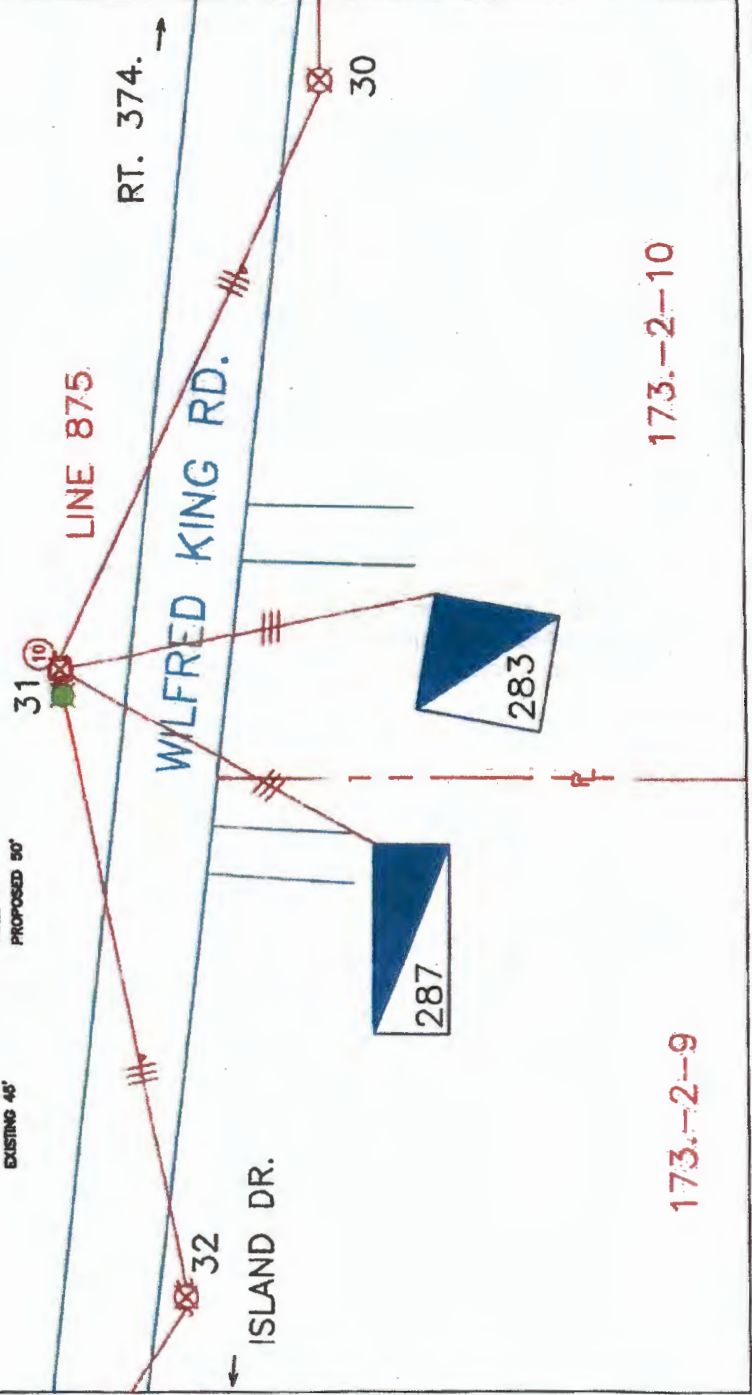 EXISTING 45'
PROPOSED 50'
RT. 374.
LINE 875
31
10
30
WILFRED KING RD.
32
ISLAND DR.
287
283
PL
173.-2-9
173.-2-10